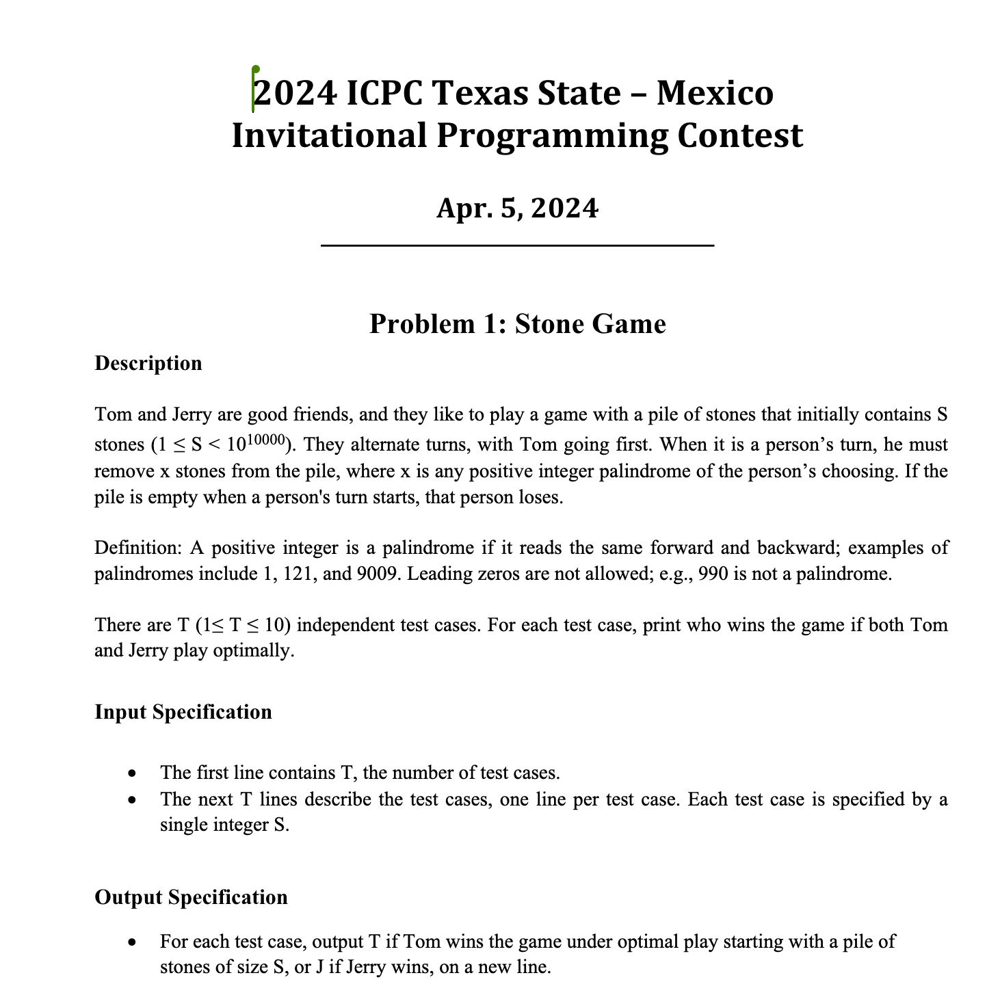 2024 ICPC Texas State – Mexico
Invitational Programming Contest
Apr. 5, 2024
Problem 1: Stone Game
Description
Tom and Jerry are good friends, and they like to play a game with a pile of stones that initially contains S
stones (1 ≤ S < 10^10000). They alternate turns, with Tom going first. When it is a person’s turn, he must
remove x stones from the pile, where x is any positive integer palindrome of the person’s choosing. If the
pile is empty when a person's turn starts, that person loses.
Definition: A positive integer is a palindrome if it reads the same forward and backward; examples of
palindromes include 1, 121, and 9009. Leading zeros are not allowed; e.g., 990 is not a palindrome.
There are T (1≤ T ≤ 10) independent test cases. For each test case, print who wins the game if both Tom
and Jerry play optimally.
Input Specification
• The first line contains T, the number of test cases.
• The next T lines describe the test cases, one line per test case. Each test case is specified by a
single integer S.
Output Specification
• For each test case, output T if Tom wins the game under optimal play starting with a pile of
stones of size S, or J if Jerry wins, on a new line.